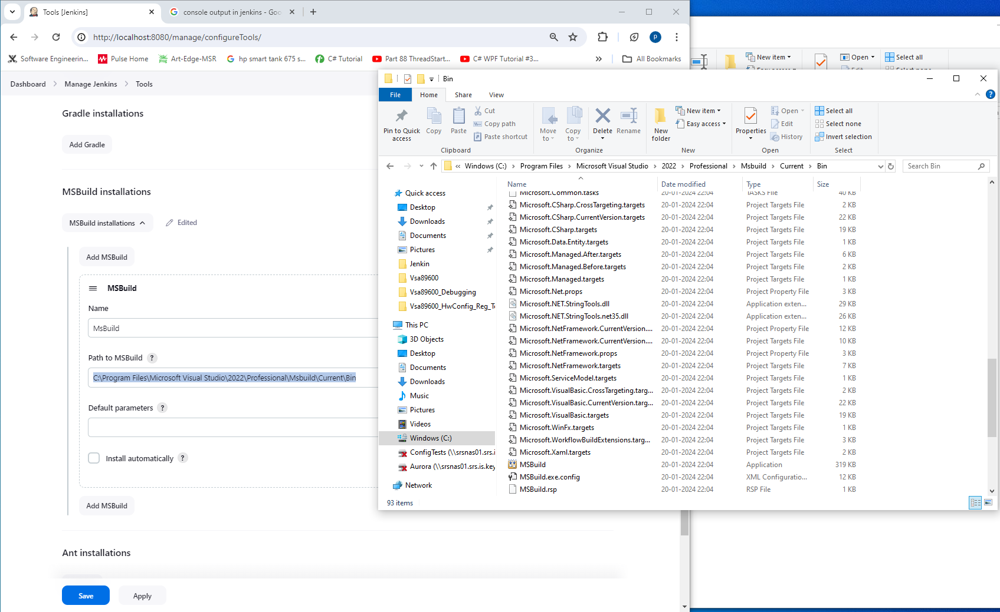 Tools [Jenkins]
console output in jenkins - Goo
http://localhost:8080/manage/configureTools/
Software Engineerin...
Pulse Home
Art-Edge-MSR
hp smart tank 675 s...
C# Tutorial
Part 88 ThreadStart...
C# WPF Tutorial #3...
»
All Bookmarks
Dashboard > Manage Jenkins > Tools
Gradle installations
Add Gradle
MSBuild installations
MSBuild installations
Edited
Add MSBuild
MSBuild
Name
MsBuild
Path to MSBuild ?
C:\Program Files\Microsoft Visual Studio\2022\Professional\Msbuild\Current\Bin
Default parameters ?
Install automatically ?
Add MSBuild
Ant installations
Save
Apply
New item
Open
Select all
Bin
File
Home
Share
View
Pin to Quick access
Copy
Paste
Cut
Copy path
Paste shortcut
Clipboard
Move to
Copy to
Delete
Rename
Organize
New folder
New item
Easy access
New
Properties
Open
Edit
History
Open
Select all
Select none
Invert selection
Select
« Windows (C:) > Program Files > Microsoft Visual Studio > 2022 > Professional > Msbuild > Current > Bin
Search Bin
Quick access
Desktop
Downloads
Documents
Pictures
Jenkin
Vsa89600
Vsa89600_Debugging
Vsa89600_HwConfig_Reg_Te
This PC
3D Objects
Desktop
Documents
Downloads
Music
Pictures
Videos
Windows (C:)
ConfigTests (\\srsnas01.srs.i
Aurora (\\srsnas01.srs.is.key
Network
Name Date modified Type Size
Microsoft.Common.tasks 20-01-2024 22:04 TASKS File 40 KB
Microsoft.CSharp.CrossTargeting.targets 20-01-2024 22:04 Project Targets File 2 KB
Microsoft.CSharp.CurrentVersion.targets 20-01-2024 22:04 Project Targets File 22 KB
Microsoft.CSharp.targets 20-01-2024 22:04 Project Targets File 19 KB
Microsoft.Data.Entity.targets 20-01-2024 22:04 Project Targets File 1 KB
Microsoft.Managed.After.targets 20-01-2024 22:04 Project Targets File 6 KB
Microsoft.Managed.Before.targets 20-01-2024 22:04 Project Targets File 2 KB
Microsoft.Managed.targets 20-01-2024 22:04 Project Targets File 1 KB
Microsoft.Net.props 20-01-2024 22:04 Project Property File 3 KB
Microsoft.NET.StringTools.dll 20-01-2024 22:04 Application exten... 29 KB
Microsoft.NET.StringTools.net35.dll 20-01-2024 22:04 Application exten... 26 KB
Microsoft.NetFramework.CurrentVersion.... 20-01-2024 22:04 Project Property File 12 KB
Microsoft.NetFramework.CurrentVersion.... 20-01-2024 22:04 Project Targets File 10 KB
Microsoft.NetFramework.props 20-01-2024 22:04 Project Property File 3 KB
Microsoft.NetFramework.targets 20-01-2024 22:04 Project Targets File 7 KB
Microsoft.ServiceModel.targets 20-01-2024 22:04 Project Targets File 1 KB
Microsoft.VisualBasic.CrossTargeting.targ... 20-01-2024 22:04 Project Targets File 2 KB
Microsoft.VisualBasic.CurrentVersion.targ... 20-01-2024 22:04 Project Targets File 22 KB
Microsoft.VisualBasic.targets 20-01-2024 22:04 Project Targets File 19 KB
Microsoft.WinFx.targets 20-01-2024 22:04 Project Targets File 1 KB
Microsoft.WorkflowBuildExtensions.targ... 20-01-2024 22:04 Project Targets File 3 KB
Microsoft.Xaml.targets 20-01-2024 22:04 Project Targets File 2 KB
MSBuild 20-01-2024 22:04 Application 319 KB
MSBuild.exe.config 20-01-2024 22:04 XML Configuratio... 12 KB
MSBuild.rsp 20-01-2024 22:04 RSP File 1 KB
93 items